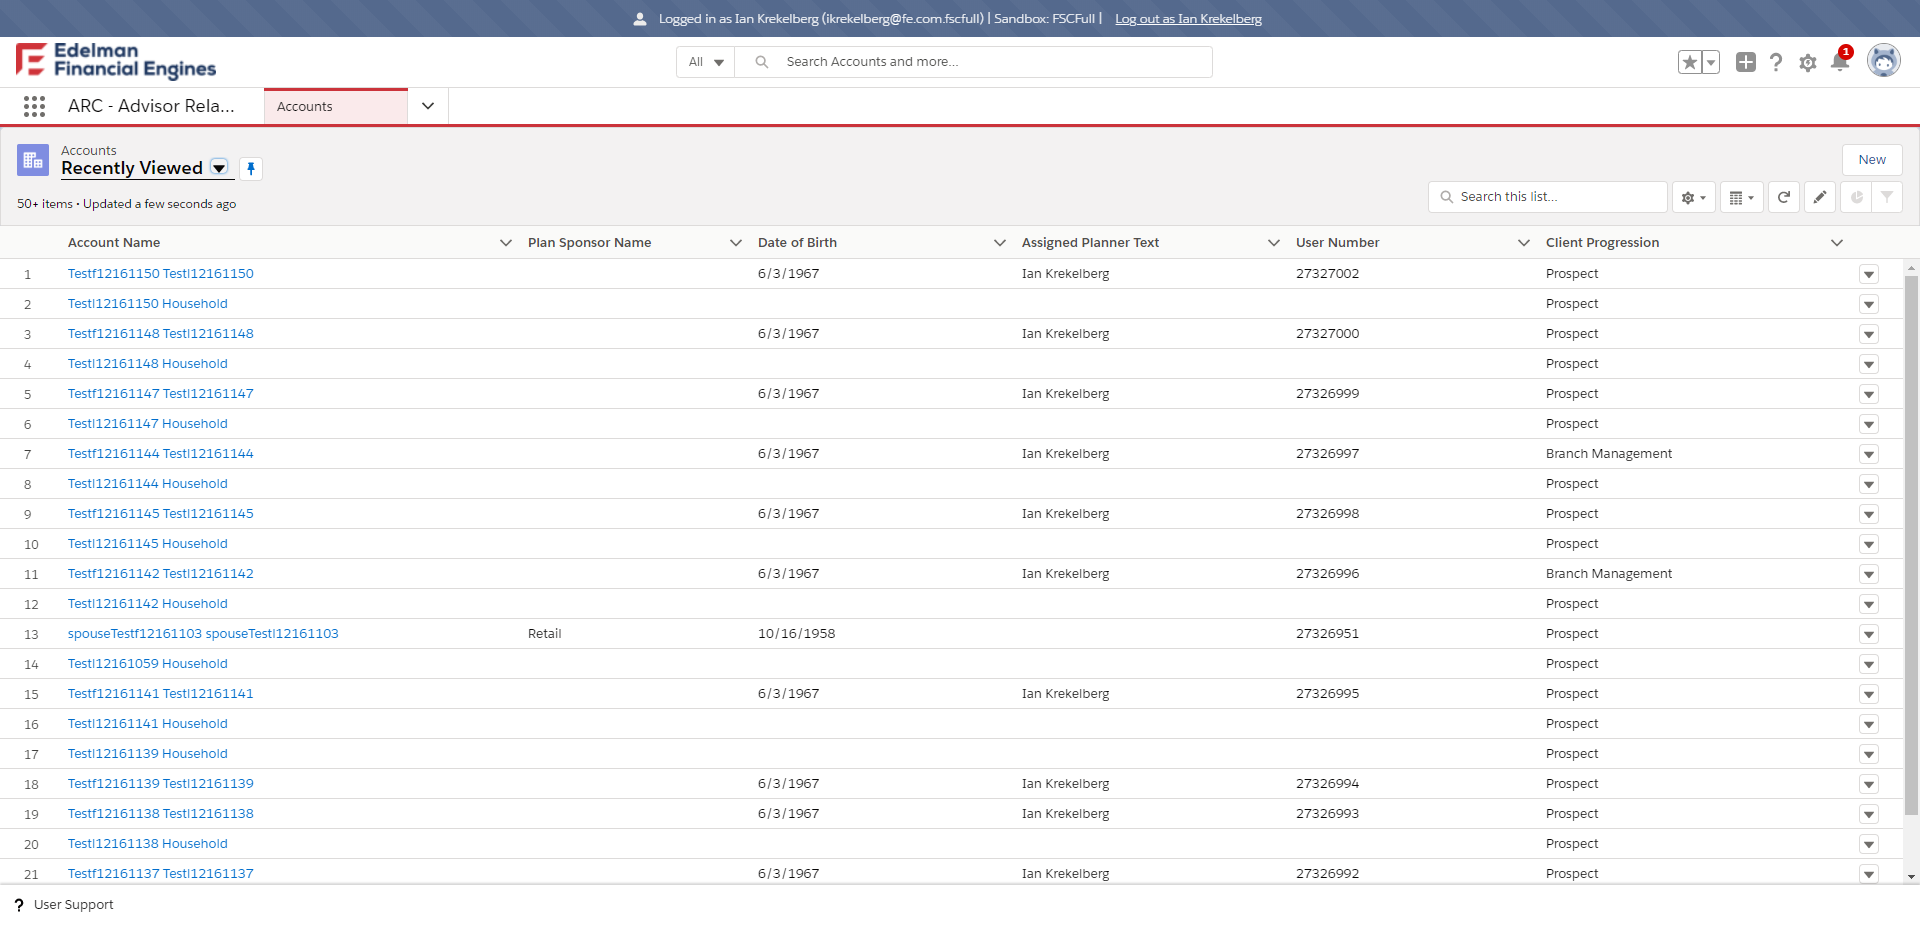 Logged in as Ian Krekelberg (ikrekelberg@fe.com.fscfull) | Sandbox: FSCFull | Log out as Ian Krekelberg
Edelman
Financial Engines
All
Search Accounts and more...
1
ARC - Advisor Rela...
Accounts
Accounts
Recently Viewed
New
50+ items • Updated a few seconds ago
Search this list...
Account Name Plan Sponsor Name Date of Birth Assigned Planner Text User Number Client Progression
1 Testf12161150 Testl12161150 6/3/1967 Ian Krekelberg 27327002 Prospect
2 Testl12161150 Household Prospect
3 Testf12161148 Testl12161148 6/3/1967 Ian Krekelberg 27327000 Prospect
4 Testl12161148 Household Prospect
5 Testf12161147 Testl12161147 6/3/1967 Ian Krekelberg 27326999 Prospect
6 Testl12161147 Household Prospect
7 Testf12161144 Testl12161144 6/3/1967 Ian Krekelberg 27326997 Branch Management
8 Testl12161144 Household Prospect
9 Testf12161145 Testl12161145 6/3/1967 Ian Krekelberg 27326998 Prospect
10 Testl12161145 Household Prospect
11 Testf12161142 Testl12161142 6/3/1967 Ian Krekelberg 27326996 Branch Management
12 Testl12161142 Household Prospect
13 spouseTestf12161103 spouseTestl12161103 Retail 10/16/1958 27326951 Prospect
14 Testl12161059 Household Prospect
15 Testf12161141 Testl12161141 6/3/1967 Ian Krekelberg 27326995 Prospect
16 Testl12161141 Household Prospect
17 Testl12161139 Household Prospect
18 Testf12161139 Testl12161139 6/3/1967 Ian Krekelberg 27326994 Prospect
19 Testf12161138 Testl12161138 6/3/1967 Ian Krekelberg 27326993 Prospect
20 Testl12161138 Household Prospect
21 Testf12161137 Testl12161137 6/3/1967 Ian Krekelberg 27326992 Prospect
? User Support